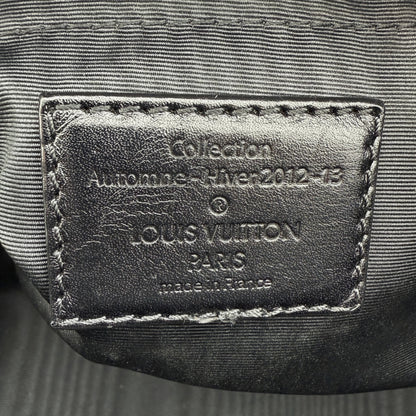 Collection
Automne-Hiver 2012-13
®
LOUIS VUITTON
PARIS
made in France